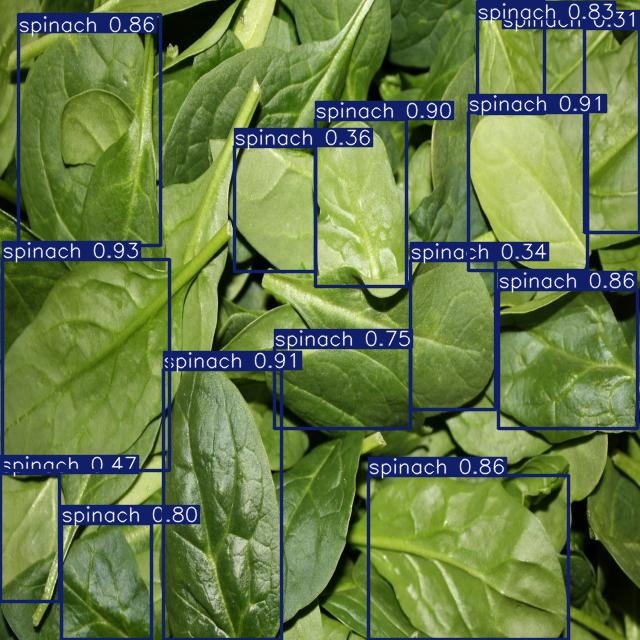 spinach 0.86
spinach 0.83
spinach 0.31
spinach 0.90
spinach 0.91
spinach 0.36
spinach 0.93
spinach 0.34
spinach 0.86
spinach 0.75
spinach 0.91
spinach 0.47
spinach 0.80
spinach 0.86